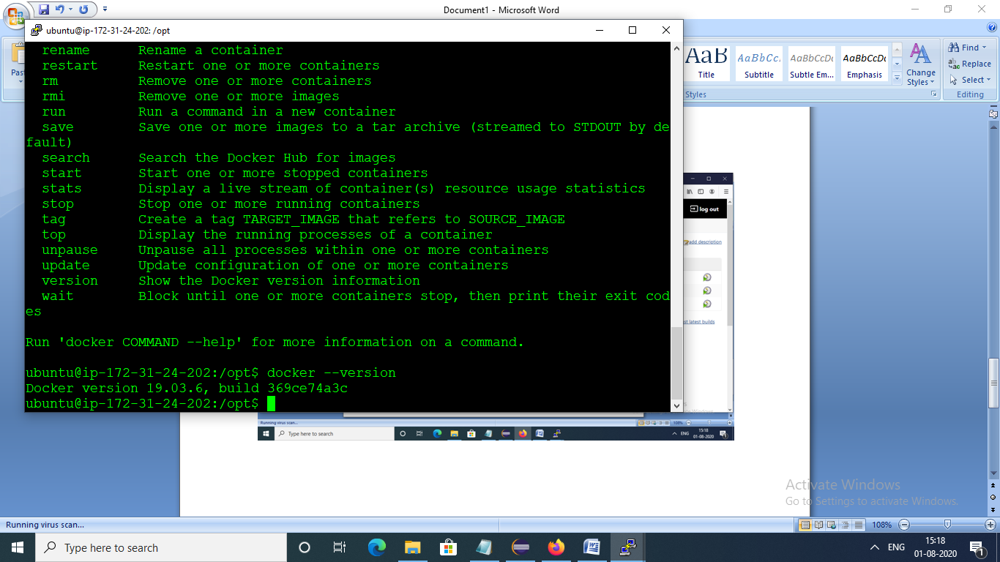 Document1 - Microsoft Word
ubuntu@ip-172-31-24-202: /opt
rename Rename a container
restart Restart one or more containers
rm Remove one or more containers
rmi Remove one or more images
run Run a command in a new container
save Save one or more images to a tar archive (streamed to STDOUT by de
fault)
search Search the Docker Hub for images
start Start one or more stopped containers
stats Display a live stream of container(s) resource usage statistics
stop Stop one or more running containers
tag Create a tag TARGET_IMAGE that refers to SOURCE_IMAGE
top Display the running processes of a container
unpause Unpause all processes within one or more containers
update Update configuration of one or more containers
version Show the Docker version information
wait Block until one or more containers stop, then print their exit cod
es
Run 'docker COMMAND --help' for more information on a command.
ubuntu@ip-172-31-24-202:/opt$ docker --version
Docker version 19.03.6, build 369ce74a3c
ubuntu@ip-172-31-24-202:/opt$
Past
AaB AaBbCc. AaBbCcDc AaBbCcDc
Title Subtitle Subtle Em... Emphasis
Change
Styles
Find
Replace
Select
Styles Editing
log out
add description
st latest builds
Running virus scan...
108%
Type here to search
ENG
15:18
01-08-2020
Activate Windows
Go to Settings to activate Windows.
Running virus scan...
108%
Type here to search
ENG
15:18
01-08-2020
1